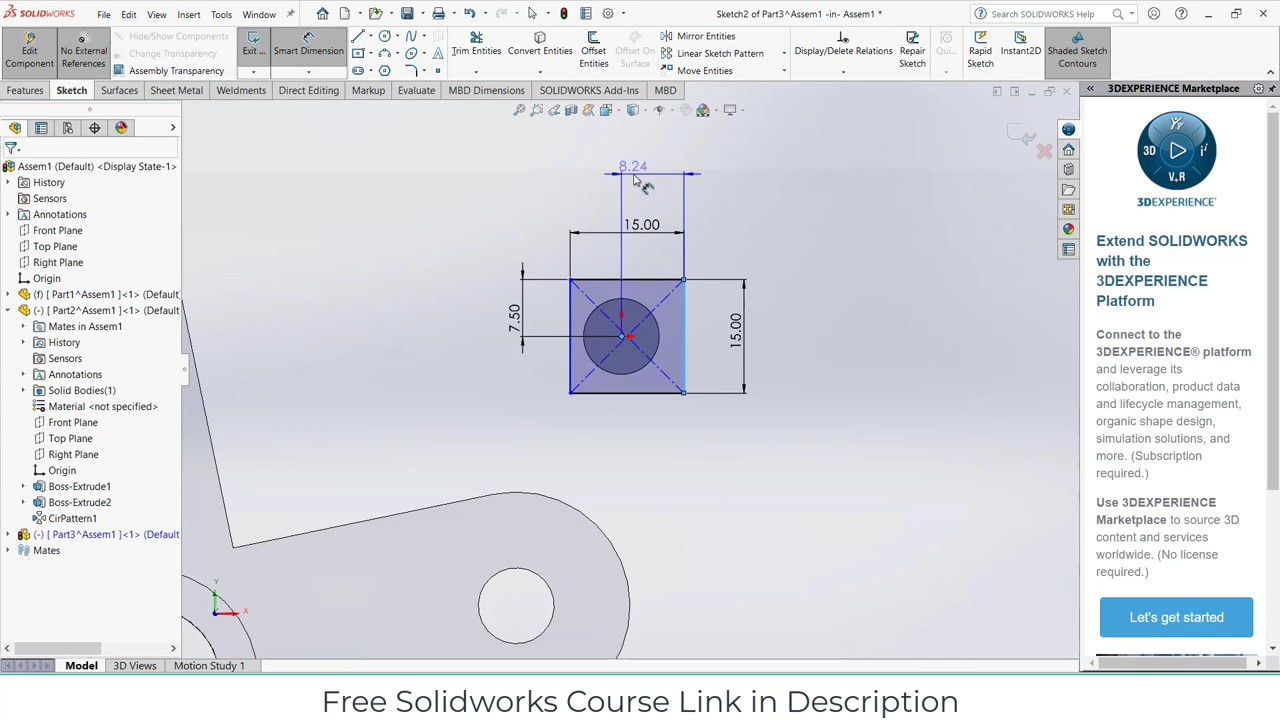 SOLIDWORKS
File
Edit
View
Insert
Tools
Window
Sketch2 of Part3^Assem1 -in- Assem1 *
Search SOLIDWORKS Help
Edit Component
No External References
Hide/Show Components
Change Transparency
Assembly Transparency
Exit ...
Smart Dimension
Trim Entities
Convert Entities
Offset Entities
Offset On Surface
Mirror Entities
Linear Sketch Pattern
Move Entities
Display/Delete Relations
Repair Sketch
Qui...
Rapid Sketch
Instant2D
Shaded Sketch Contours
Features
Sketch
Surfaces
Sheet Metal
Weldments
Direct Editing
Markup
Evaluate
MBD Dimensions
SOLIDWORKS Add-Ins
MBD
3DEXPERIENCE Marketplace
Assem1 (Default) <Display State-1>
History
Sensors
Annotations
Front Plane
Top Plane
Right Plane
Origin
(f) [ Part1^Assem1 ]<1> (Default
(-) [ Part2^Assem1 ]<1> (Default
Mates in Assem1
History
Sensors
Annotations
Solid Bodies(1)
Material <not specified>
Front Plane
Top Plane
Right Plane
Origin
Boss-Extrude1
Boss-Extrude2
CirPattern1
(-) [ Part3^Assem1 ]<1> (Default
Mates
8.24
15.00
7.50
15.00
Y
X
3D
V,R
3DEXPERIENCE
Extend SOLIDWORKS
with the
3DEXPERIENCE
Platform
Connect to the
3DEXPERIENCE® platform
and leverage its
collaboration, product data
and lifecycle management,
organic shape design,
simulation solutions, and
more. (Subscription
required.)
Use 3DEXPERIENCE
Marketplace to source 3D
content and services
worldwide. (No license
required.)
Let's get started
Model
3D Views
Motion Study 1
Free Solidworks Course Link in Description